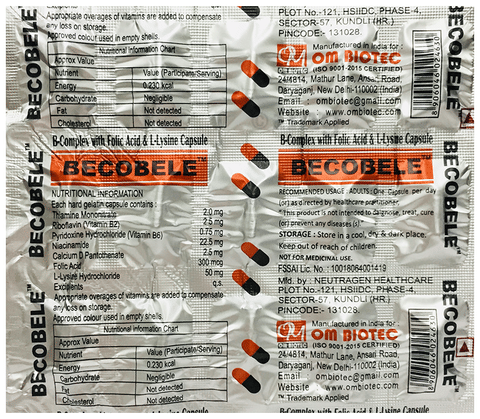 Excipients q.s.
Appropriate overages of vitamins are added to compensate
any loss on storage.
Approved colour used in empty shells.
Nutritional Information Chart
Approx Value
Nutrient Value (Participate/Serving)
Energy 0.230 kcal
Carbohydrate Negligible
Fat Not detected
Cholesterol Not detected
PLOT No.-121, HSIIDC, PHASE-4,
SECTOR-57, KUNDLI (HR.)
PINCODE:- 131028.
Manufactured in India for :
OM BIOTEC
(ISO 9001-2015 CERTIFIED)
24/4814, Mathur Lane, Ansari Road,
Daryaganj, New Delhi-110002 (India)
Email : ombiotec@gmail.com
Website : www.ombiotec.com
™ Trademark Applied
BECOBELE
BECOBELE
B-Complex with Folic Acid & L-Lysine Capsule
BECOBELE™
NUTRITIONAL INFORMATION
Each hard gelatin capsule contains :
Thamine Mononitrate 2.0 mg
Riboflavin (Vitamin B2) 2.5 mg
Pyridoxine Hydrochloride (Vitamin B6) 0.75 mg
Niacinamide 22.5 mg
Calcium D Pantothenate 2.5 mg
Folic Acid 300 mcg
L-Lysine Hydrochloride 50 mg
Excipients q.s.
Appropriate overages of vitamins are added to compensate
any loss on storage.
Approved colour used in empty shells.
Nutritional Information Chart
Approx Value
Nutrient Value (Participate/Serving)
Energy 0.230 kcal
Carbohydrate Negligible
Fat Not detected
Cholesterol Not detected
B-Complex with Folic Acid & L-Lysine Capsule
BECOBELE™
RECOMMENDED USAGE : ADULTS : One Capsule per day
(or) as directed by healthcare practitioner.
* This product is not intended to daignose, treat, cure
(or) prevent any diseases (s).*
STORAGE : Store in a cool, dry & dark place.
Keep out of reach of children.
NOT FOR MEDICINAL USE.
FSSAI Lic. No.: 10018064001419
Mfd. by : NEUTRAGEN HEALTHCARE
PLOT No.-121, HSIIDC, PHASE-4,
SECTOR-57, KUNDLI (HR.)
PINCODE:- 131028.
Manufactured in India for :
OM BIOTEC
(ISO 9001-2015 CERTIFIED)
24/4814, Mathur Lane, Ansari Road,
Daryaganj, New Delhi-110002 (India)
Email : ombiotec@gmail.com
Website : www.ombiotec.com
™ Trademark Applied
BECOBELE™
BECOBELE™
BECOBELE
BECOBELE
B-Complex with Folic Acid & L-Lysine Capsule